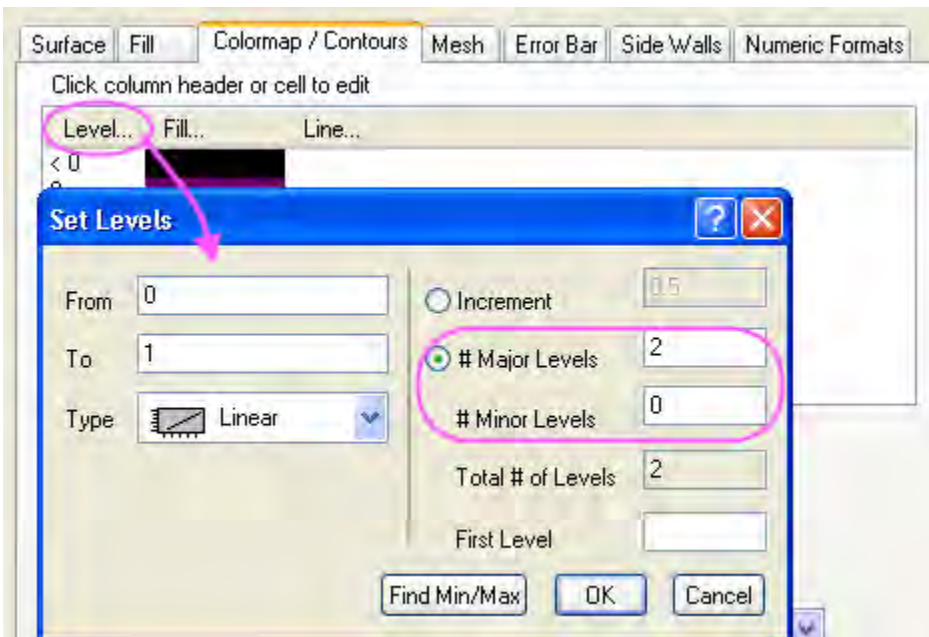 Surface Fill Colormap / Contours Mesh Error Bar Side Walls Numeric Formats
Click column header or cell to edit
Level... Fill... Line...
< 0
Set Levels ?
From 0
To 1
Type Linear
Increment 0.5
# Major Levels 2
# Minor Levels 0
Total # of Levels 2
First Level
Find Min/Max OK Cancel